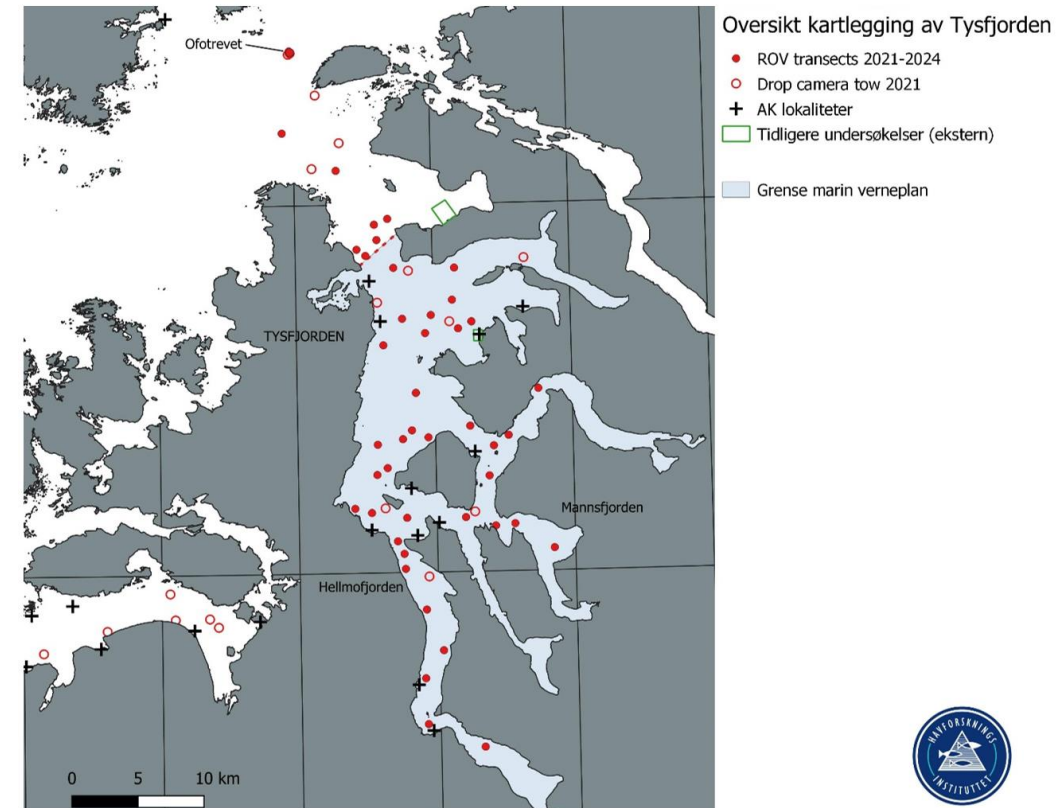 Oversikt kartlegging av Tysfjorden
ROV transects 2021-2024
Drop camera tow 2021
AK lokaliteter
Tidligere undersøkelser (ekstern)
Grense marin verneplan
Ofotrevet
TYSFJORDEN
Mannsfjorden
Hellmofjorden
0 5 10 km
HAVFORSKNINGS
INSTITUTTET